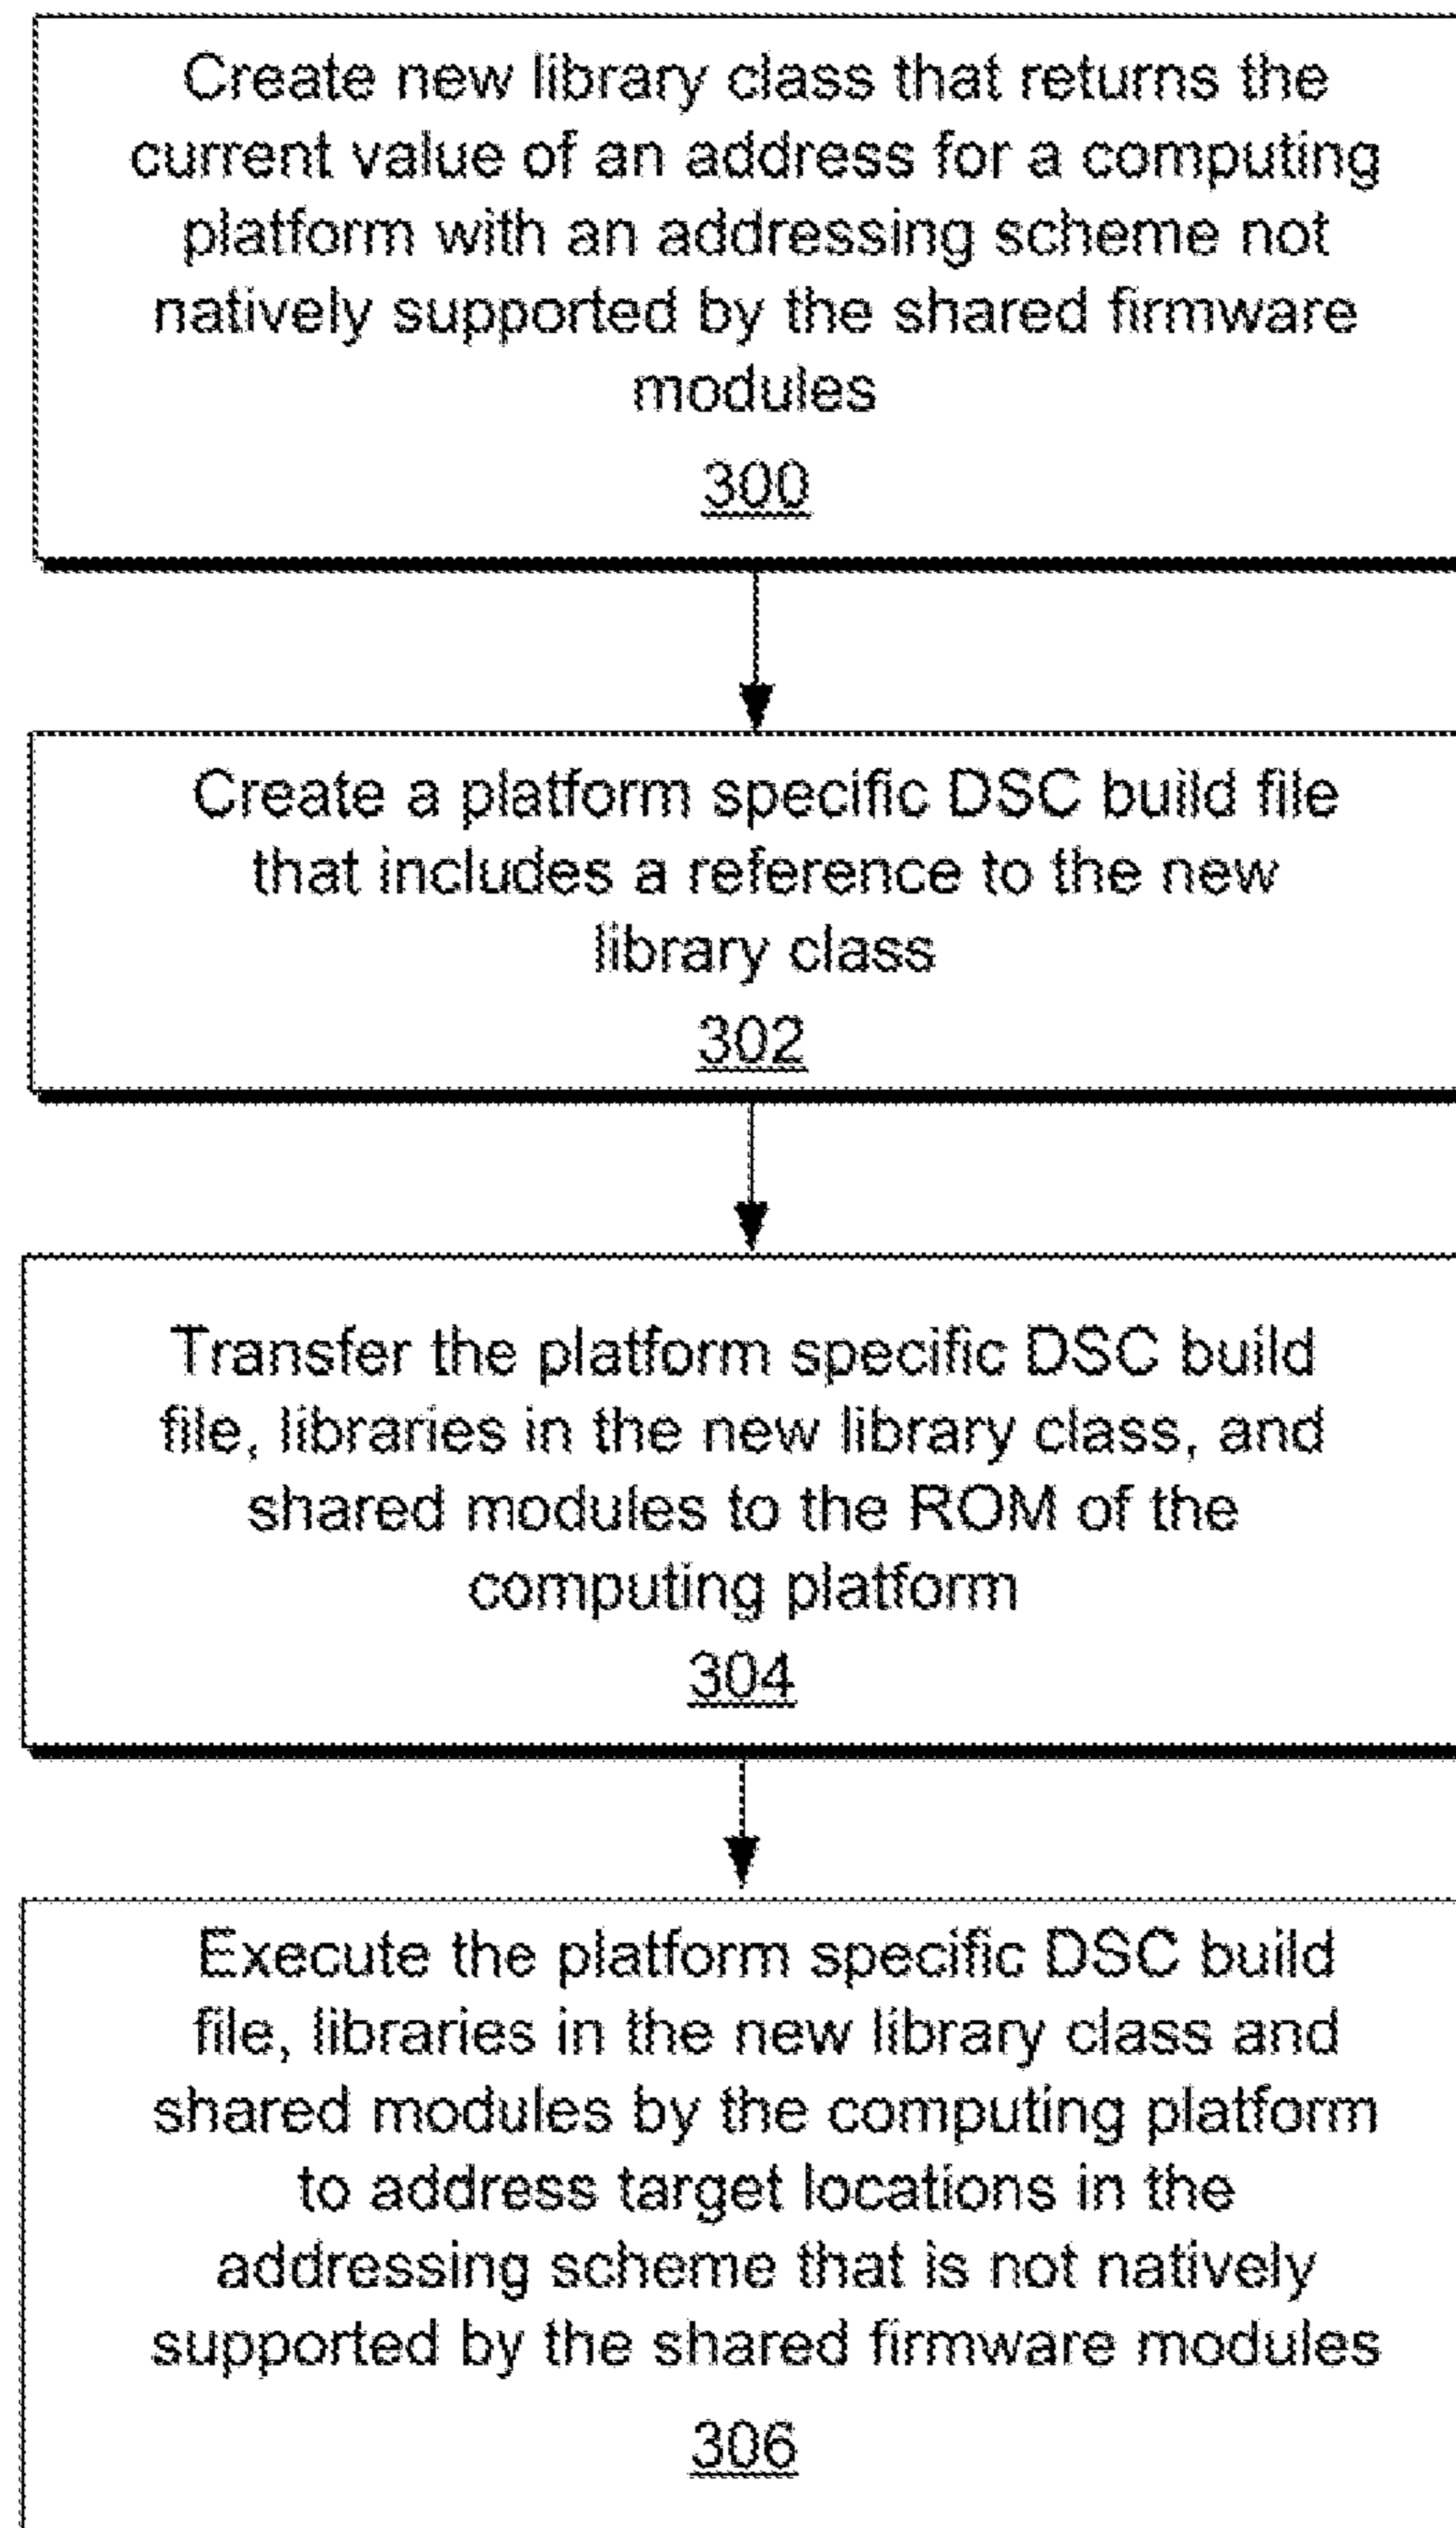 Create new library class that returns the
current value of an address for a computing
platform with an addressing scheme not
natively supported by the shared firmware
modules
300
Create a platform specific DSC build file
that includes a reference to the new
library class
302
Transfer the platform specific DSC build
file, libraries in the new library class, and
shared modules to the ROM of the
computing platform
304
Execute the platform specific DSC build
file, libraries in the new library class and
shared modules by the computing platform
to address target locations in the
addressing scheme that is not natively
supported by the shared firmware modules
306